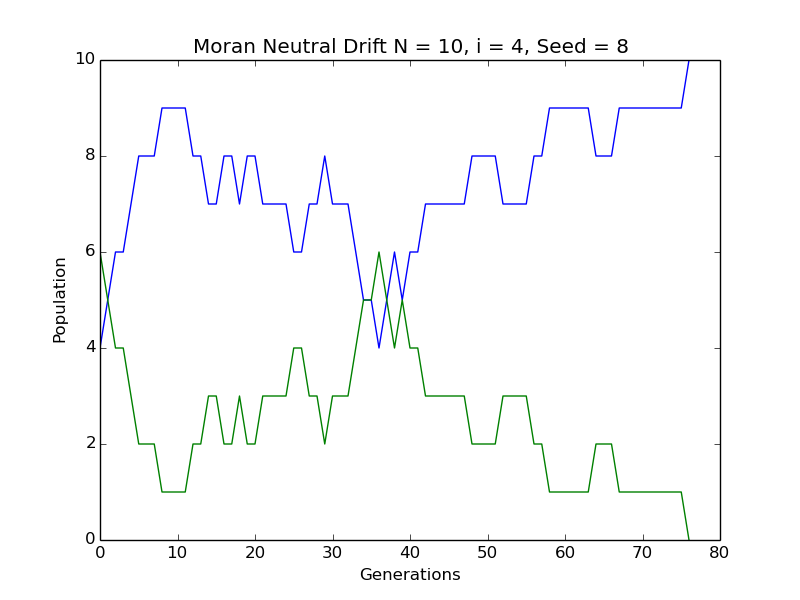 Moran Neutral Drift N = 10, i = 4, Seed = 8
10
8
6
4
2
0
Population
0 10 20 30 40 50 60 70 80
Generations